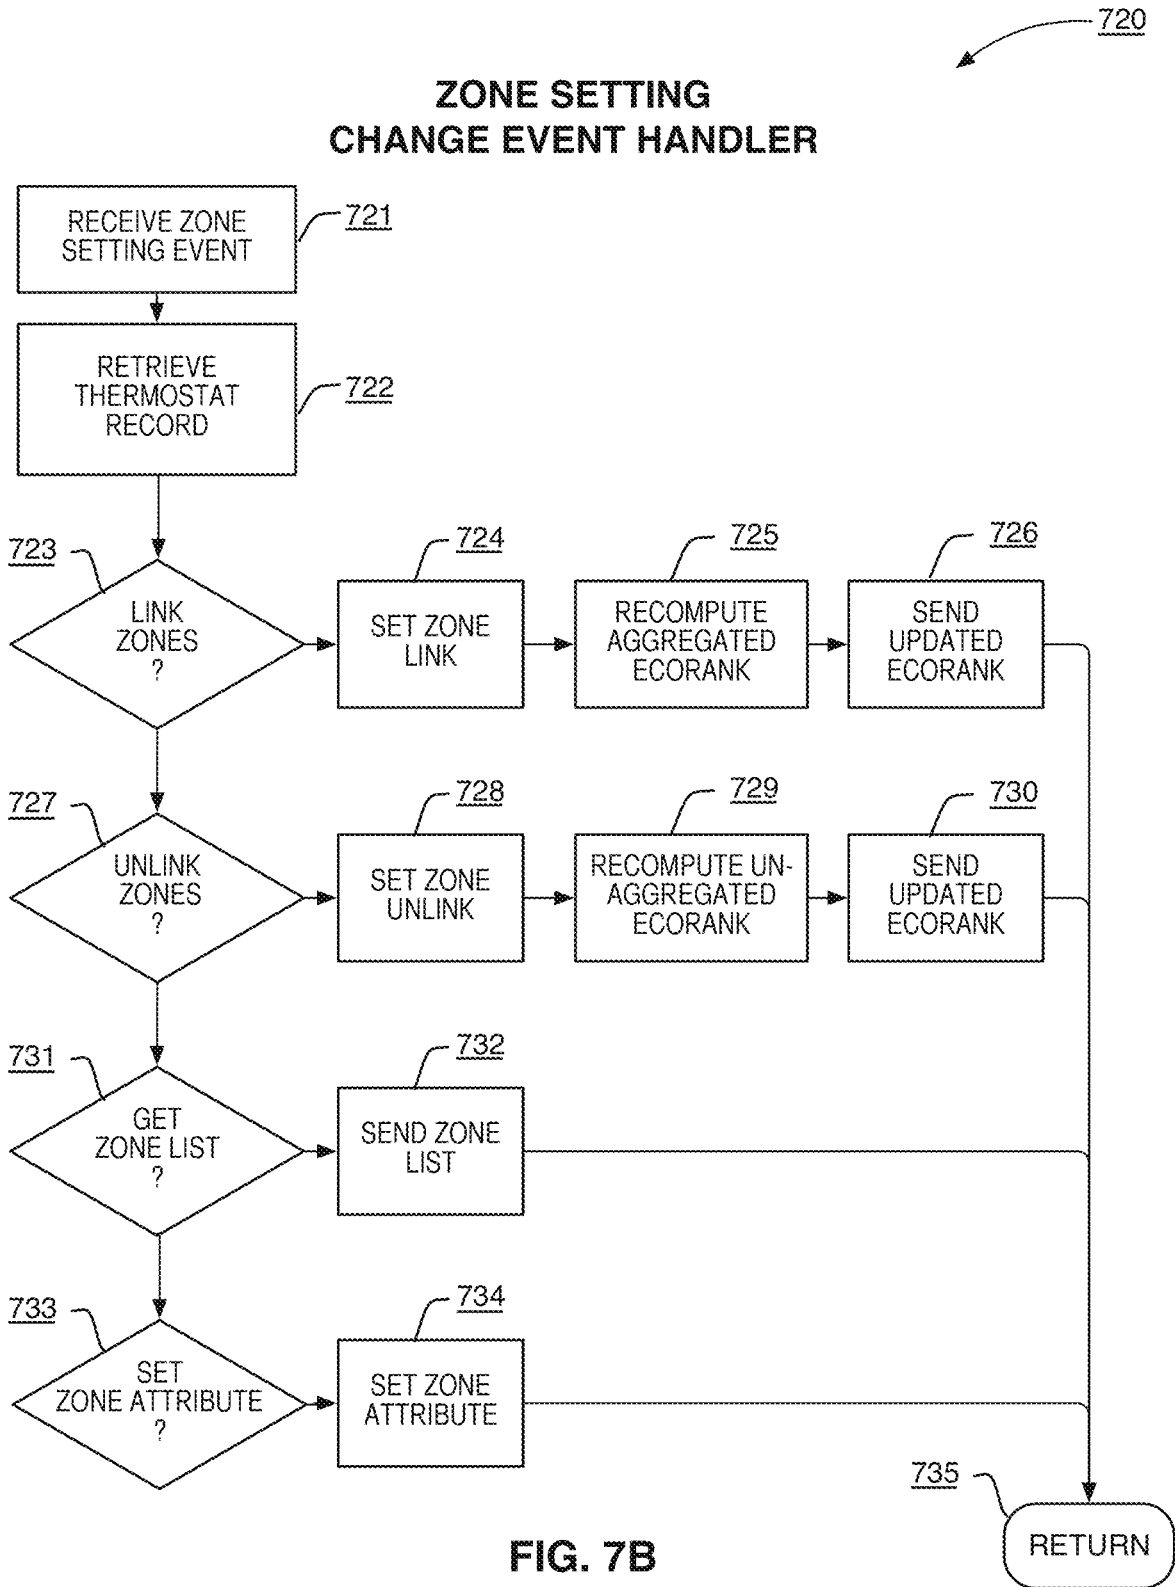 720
ZONE SETTING
CHANGE EVENT HANDLER
RECEIVE ZONE
SETTING EVENT
721
RETRIEVE
THERMOSTAT
RECORD
722
723
LINK
ZONES
?
724
SET ZONE
LINK
725
RECOMPUTE
AGGREGATED
ECORANK
726
SEND
UPDATED
ECORANK
727
UNLINK
ZONES
?
728
SET ZONE
UNLINK
729
RECOMPUTE UN-
AGGREGATED
ECORANK
730
SEND
UPDATED
ECORANK
731
GET
ZONE LIST
?
732
SEND ZONE
LIST
733
SET
ZONE ATTRIBUTE
?
734
SET ZONE
ATTRIBUTE
735
RETURN
FIG. 7B